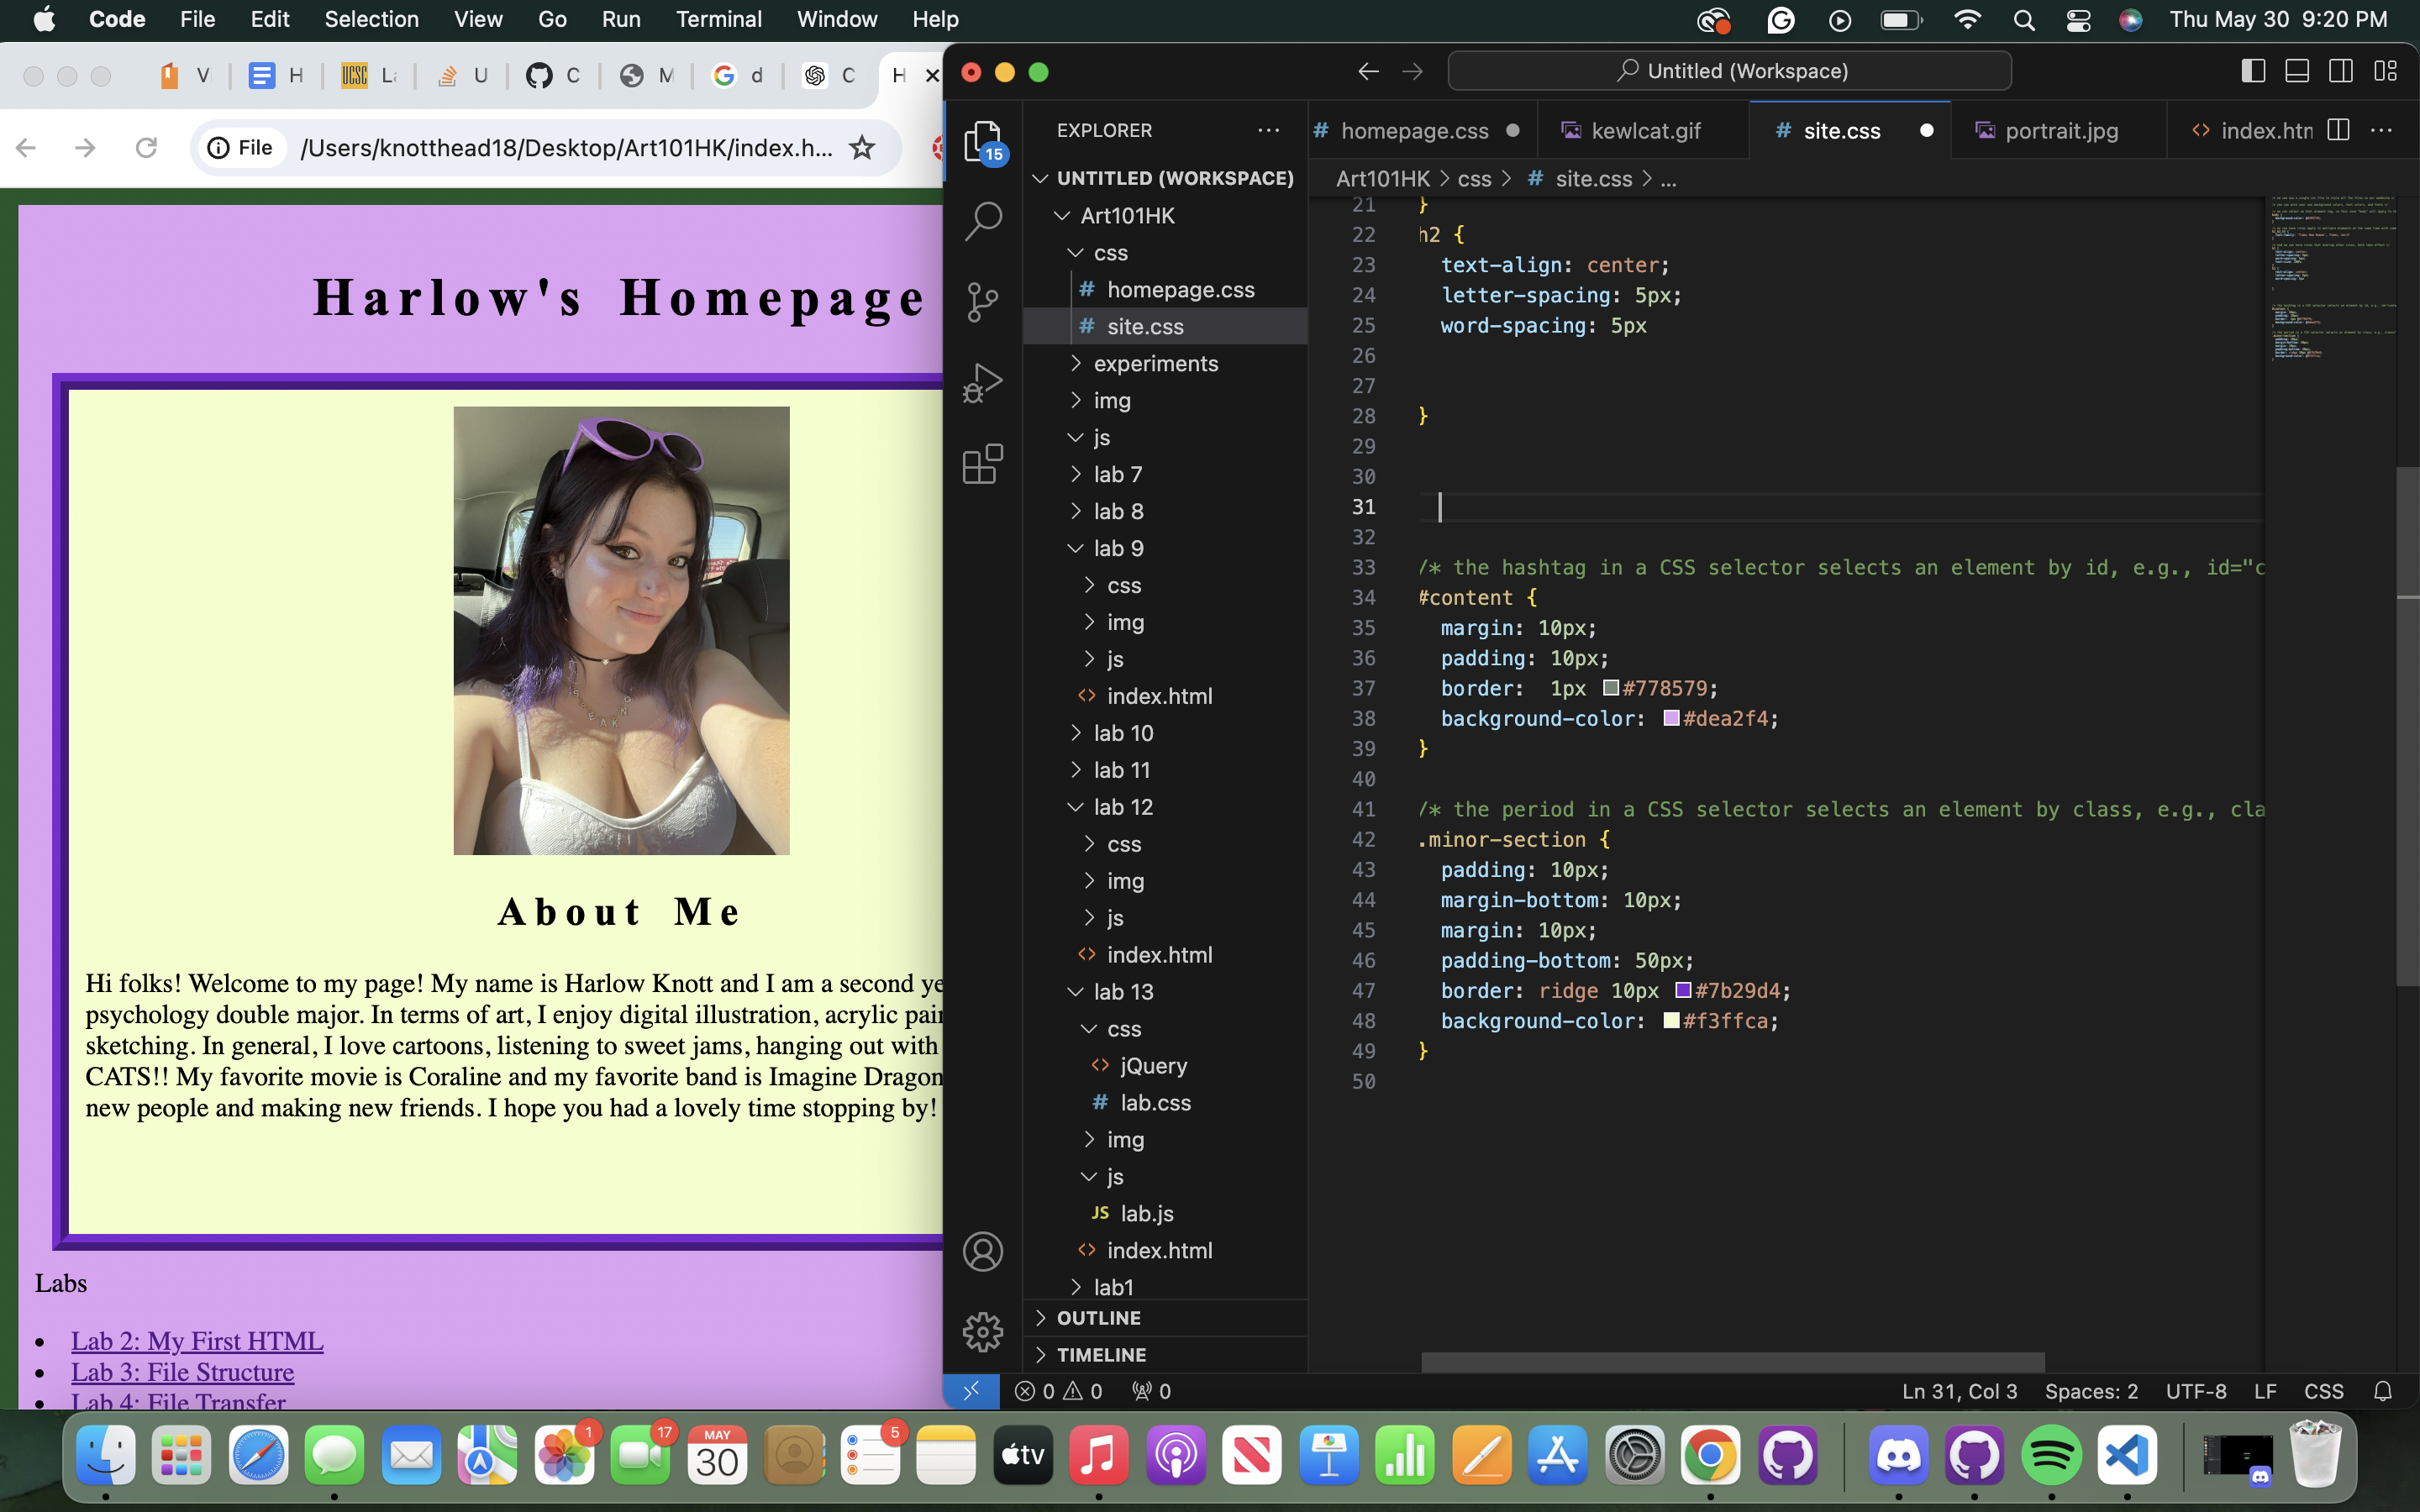 Code File Edit Selection View Go Run Terminal Window Help Thu May 30 9:20 PM
V H UCSC L U C M d C H
File /Users/knotthead18/Desktop/Art101HK/index.h...
Harlow's Homepage
About Me
Hi folks! Welcome to my page! My name is Harlow Knott and I am a second ye
psychology double major. In terms of art, I enjoy digital illustration, acrylic pain
sketching. In general, I love cartoons, listening to sweet jams, hanging out with
CATS!! My favorite movie is Coraline and my favorite band is Imagine Dragon
new people and making new friends. I hope you had a lovely time stopping by!
Labs
Lab 2: My First HTML
Lab 3: File Structure
Lab 4: File Transfer
Untitled (Workspace)
15
EXPLORER
UNTITLED (WORKSPACE)
Art101HK
css
# homepage.css
# site.css
experiments
img
js
lab 7
lab 8
lab 9
css
img
js
index.html
lab 10
lab 11
lab 12
css
img
js
index.html
lab 13
css
jQuery
# lab.css
img
js
JS lab.js
index.html
lab1
OUTLINE
TIMELINE
# homepage.css kewlcat.gif # site.css portrait.jpg index.htm
Art101HK > css > # site.css > ...
21 }
22 h2 {
23 text-align: center;
24 letter-spacing: 5px;
25 word-spacing: 5px
26
27
28 }
29
30
31
32
33 /* the hashtag in a CSS selector selects an element by id, e.g., id="c
34 #content {
35 margin: 10px;
36 padding: 10px;
37 border:  1px #778579;
38 background-color: #dea2f4;
39 }
40
41 /* the period in a CSS selector selects an element by class, e.g., cla
42 .minor-section {
43 padding: 10px;
44 margin-bottom: 10px;
45 margin: 10px;
46 padding-bottom: 50px;
47 border: ridge 10px #7b29d4;
48 background-color: #f3ffca;
49 }
50
0 0 0 Ln 31, Col 3 Spaces: 2 UTF-8 LF CSS
1 17 MAY 30 5 tv